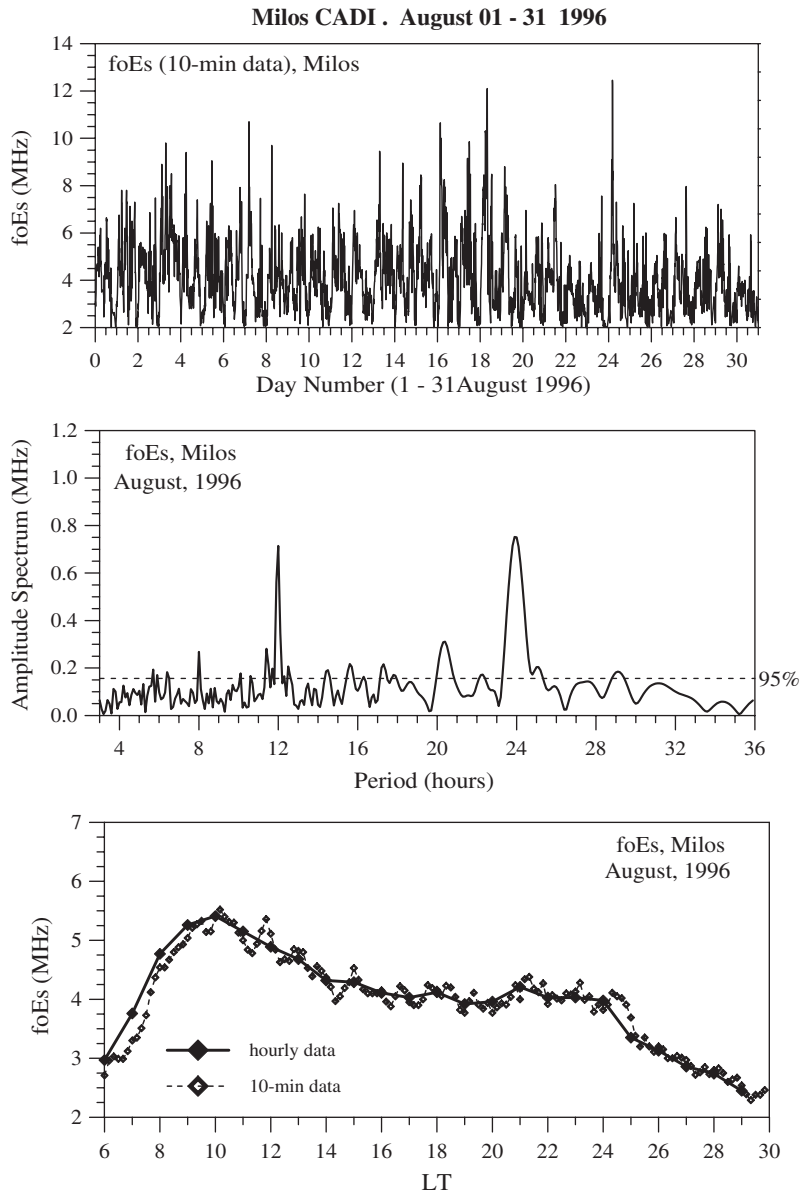 Milos CADI . August 01 - 31 1996
14
12
10
8
6
4
2
foEs (MHz)
foEs (10-min data), Milos
0 2 4 6 8 10 12 14 16 18 20 22 24 26 28 30
Day Number (1 - 31August 1996)
1.2
1.0
0.8
0.6
0.4
0.2
0.0
Amplitude Spectrum (MHz)
foEs, Milos
August, 1996
95%
4 8 12 16 20 24 28 32 36
Period (hours)
7
6
5
4
3
2
foEs (MHz)
foEs, Milos
August, 1996
hourly data
10-min data
6 8 10 12 14 16 18 20 22 24 26 28 30
LT